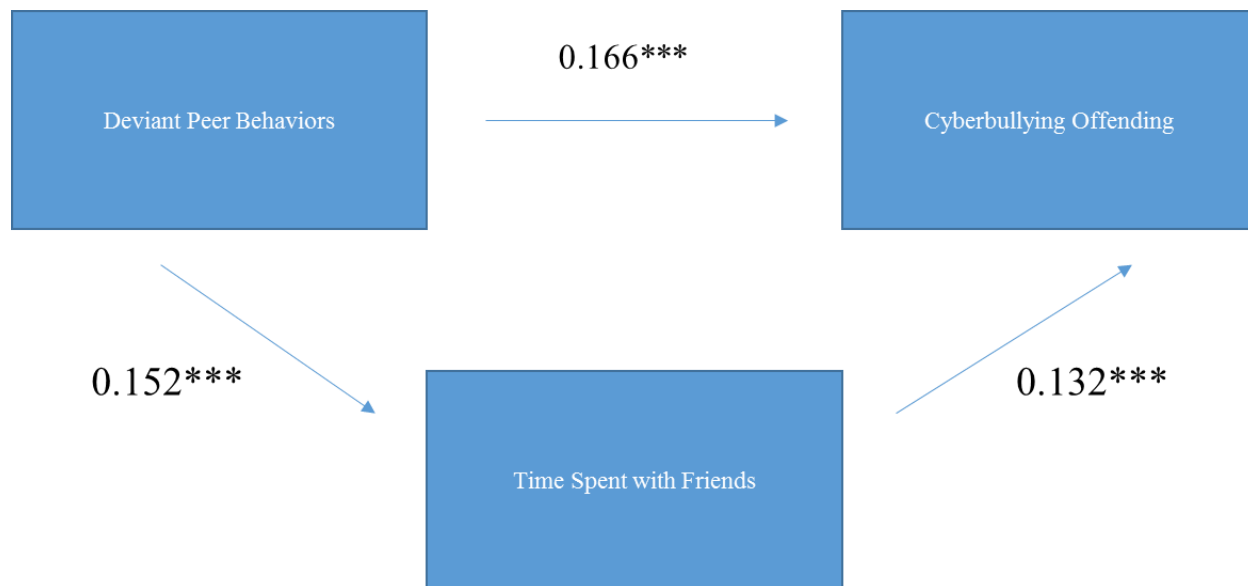 0.166***
Deviant Peer Behaviors
Cyberbullying Offending
0.152***
0.132***
Time Spent with Friends